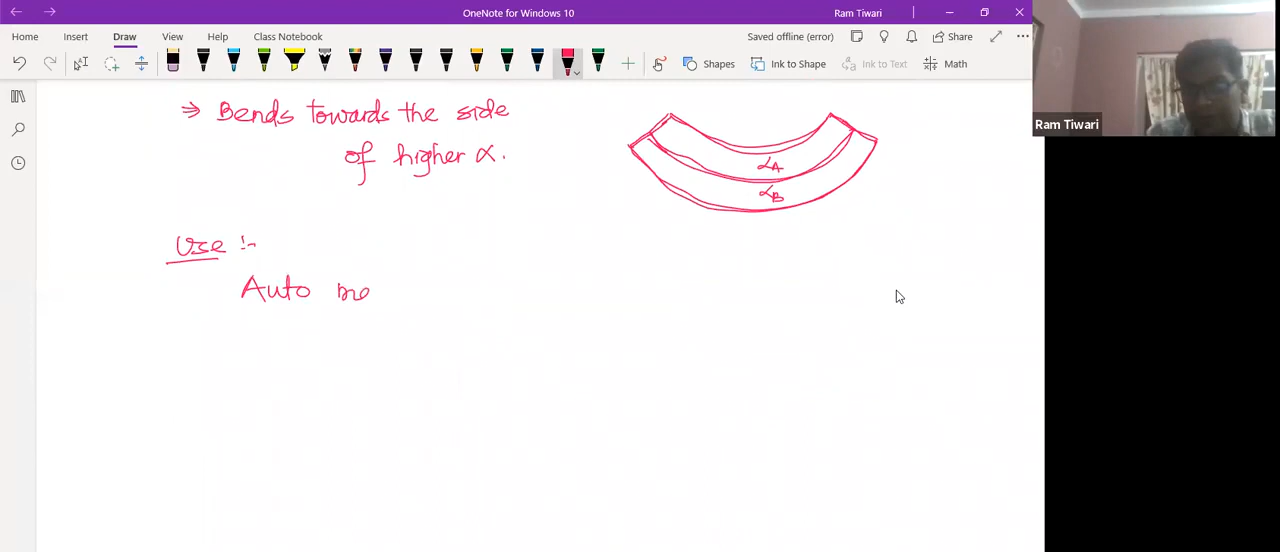 OneNote for Windows 10
Ram Tiwari
Home
Insert
Draw
View
Help
Class Notebook
Saved offline (error)
Share
Shapes
Ink to Shape
Ink to Text
Math
Ram Tiwari
⇒ Bends towards the side
of higher α.
αA
αB
Use :-
Auto me